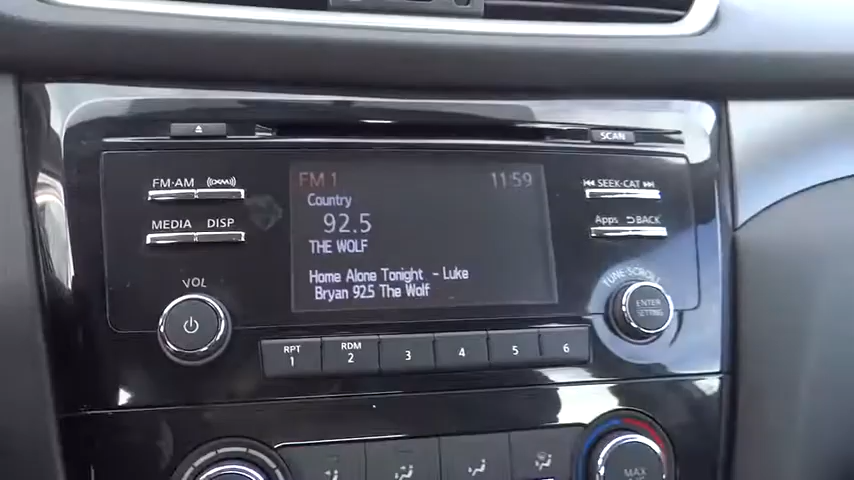 SCAN
FM·AM (((XM)))
FM 1 11:59
SEEK·CAT
Country
MEDIA DISP
92.5
Apps BACK
THE WOLF
Home Alone Tonight - Luke
Bryan 92.5 The Wolf
VOL
TUNE·SCROLL
ENTER
SETTING
RPT
1
RDM
2
3
4
5
6
MAX